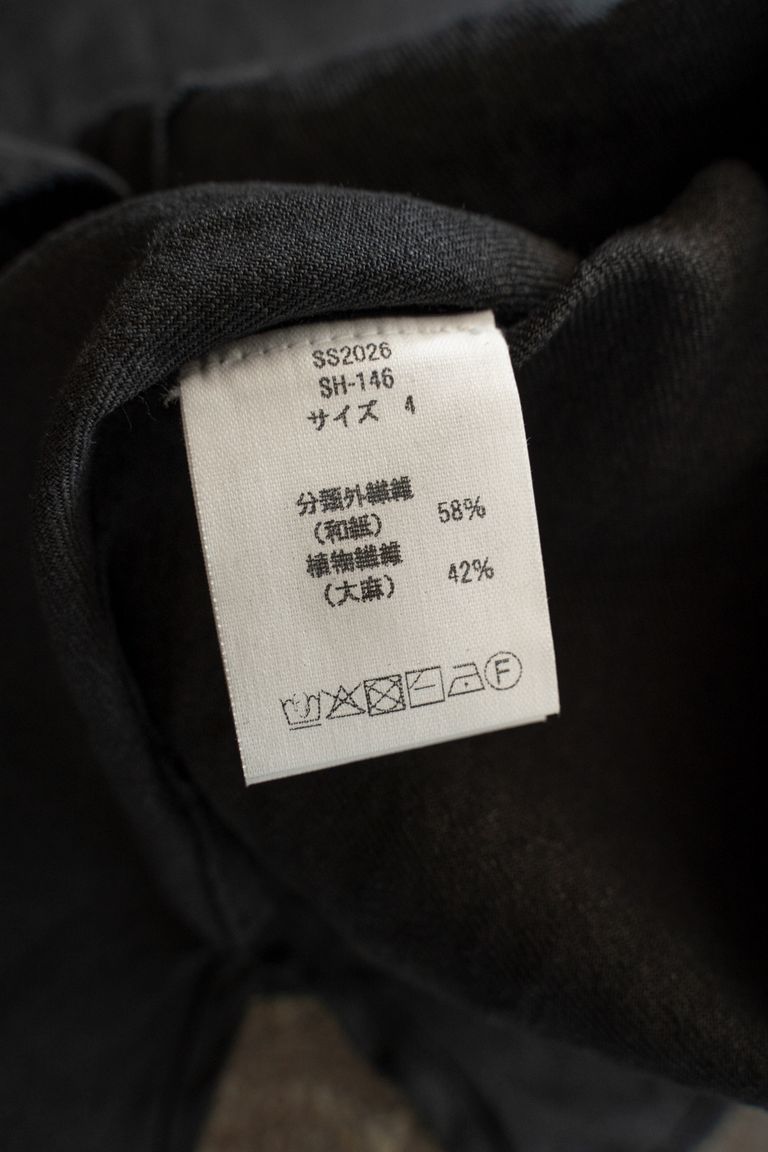 SS2026
SH-146
サイズ 4
分類外繊維
(和紙) 58%
植物繊維
(大麻) 42%
F